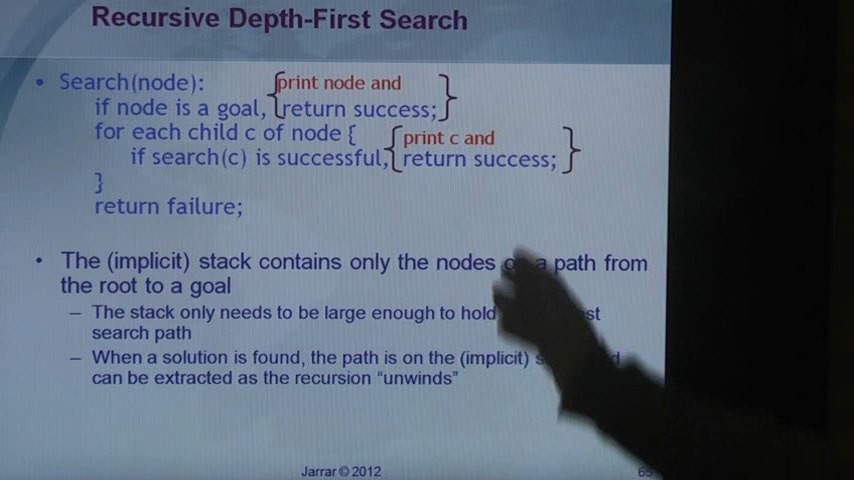 Recursive Depth-First Search
• Search(node):
if node is a goal, {print node and return success;}
for each child c of node {
if search(c) is successful, {print c and return success;}
}
return failure;
• The (implicit) stack contains only the nodes a path from
the root to a goal
– The stack only needs to be large enough to hold
search path
– When a solution is found, the path is on the (implicit)
can be extracted as the recursion “unwinds”
Jarrar © 2012